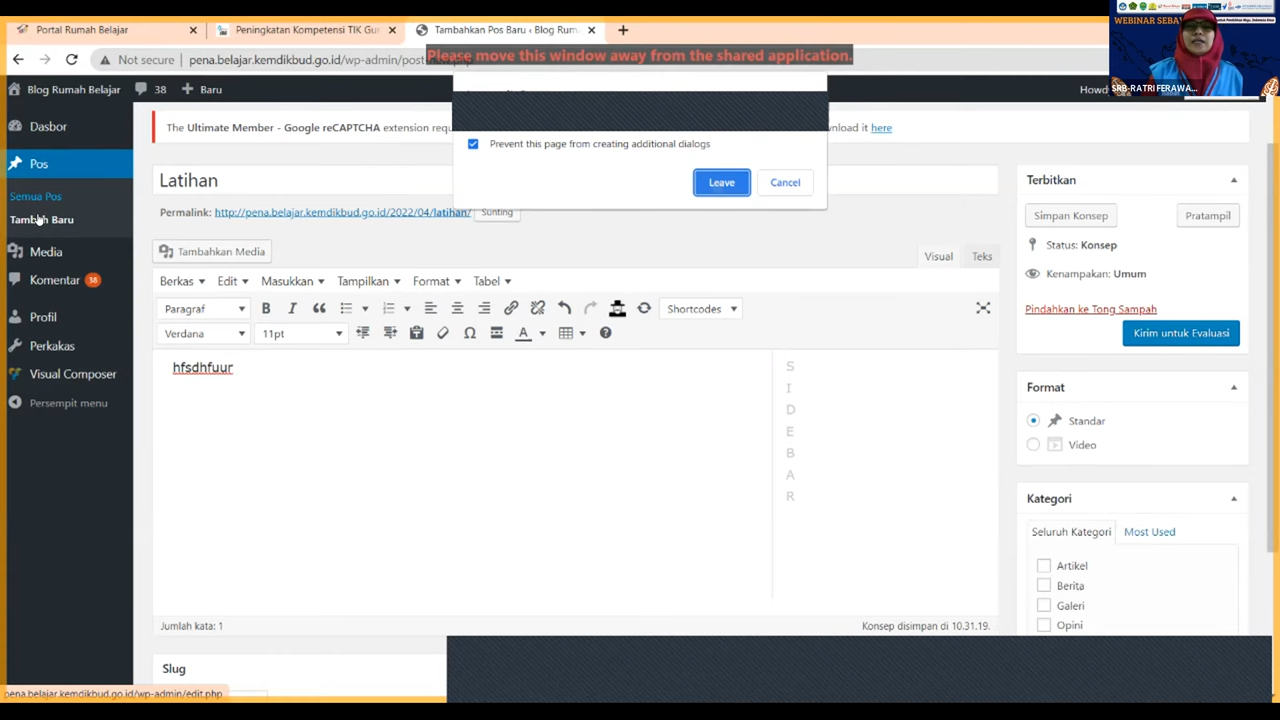 Portal Rumah Belajar
Peningkatan Kompetensi TIK Gu
Tambahkan Pos Baru ‹ Blog Rum
WEBINAR SEBA
Not secure
pena.belajar.kemdikbud.go.id/wp-admin/post
Please move this window away from the shared application.
SRB-RATRI FERAWA...
Blog Rumah Belajar
38
Baru
Howd
Dasbor
Pos
Semua Pos
Tambah Baru
Media
Komentar 38
Profil
Perkakas
Visual Composer
Persempit menu
The Ultimate Member - Google reCAPTCHA extension requ
wnload it here
Prevent this page from creating additional dialogs
Leave
Cancel
Latihan
Permalink: http://pena.belajar.kemdikbud.go.id/2022/04/latihan/
Sunting
Tambahkan Media
Visual
Teks
Berkas
Edit
Masukkan
Tampilkan
Format
Tabel
Paragraf
B
I
Shortcodes
Verdana
11pt
Ω
A
hfsdhfuur
S
I
D
E
B
A
R
Jumlah kata: 1
Konsep disimpan di 10.31.19.
Slug
Terbitkan
Simpan Konsep
Pratampil
Status: Konsep
Kenampakan: Umum
Pindahkan ke Tong Sampah
Kirim untuk Evaluasi
Format
Standar
Video
Kategori
Seluruh Kategori
Most Used
Artikel
Berita
Galeri
Opini
pena.belajar.kemdikbud.go.id/wp-admin/edit.php